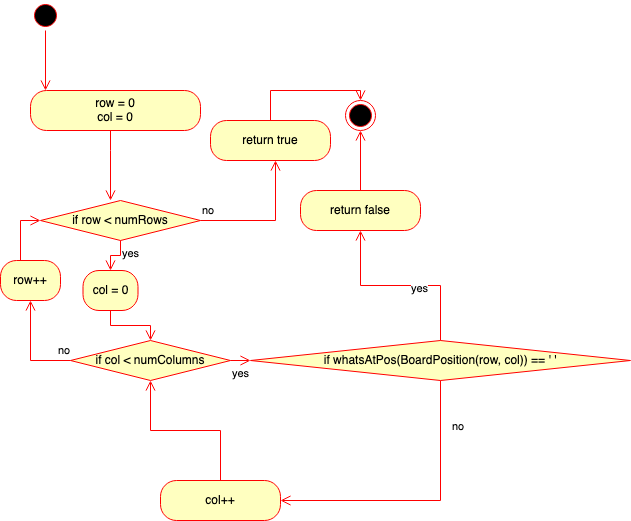 row = 0
col = 0
return true
return false
if row < numRows
no
yes
row++
col = 0
yes
no
if col < numColumns
yes
if whatsAtPos(BoardPosition(row, col)) == ' '
no
col++